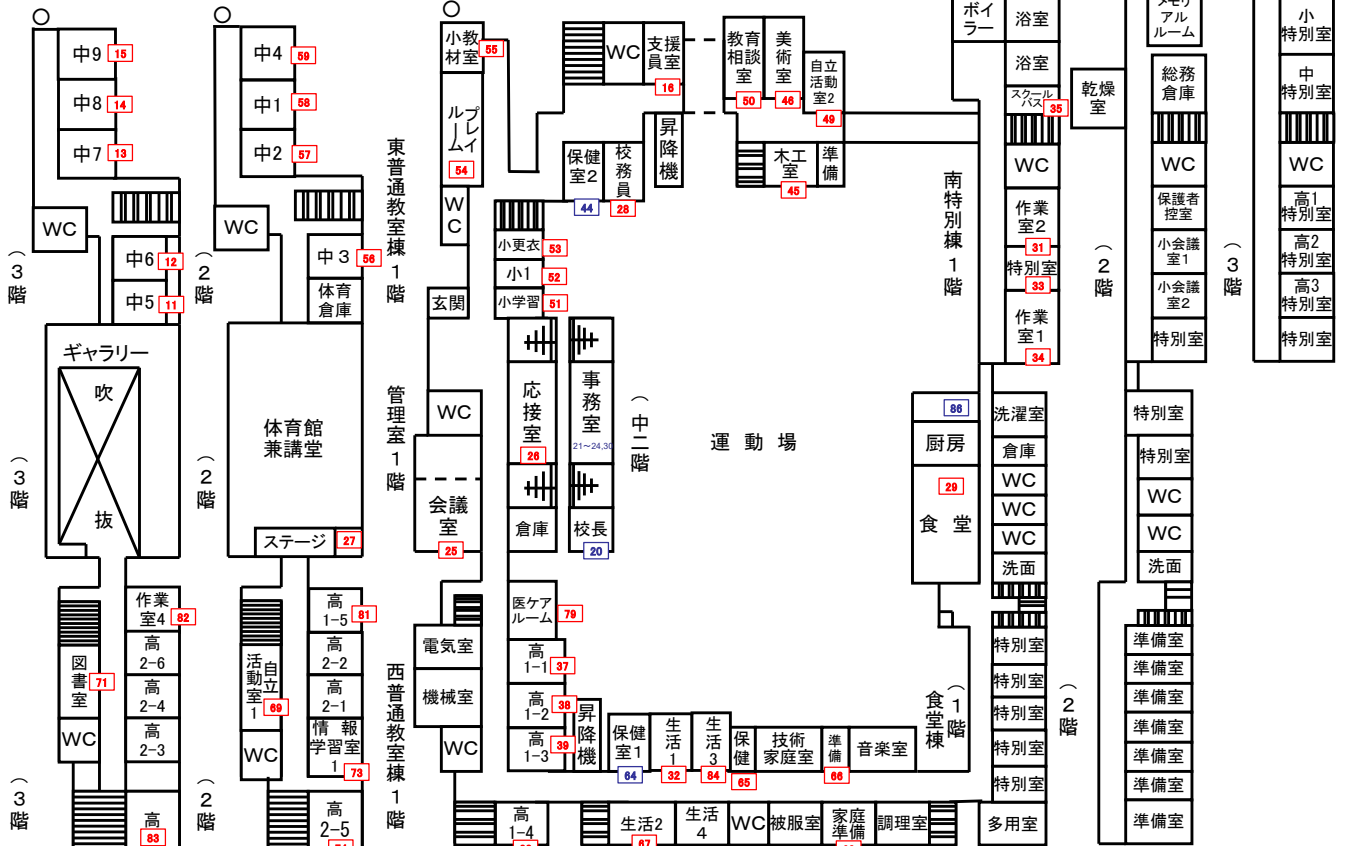 中9
15
中8
14
中7
13
WC
中6
12
中5
11
(3階)
ギャラリー
吹
抜
(3階)
作業
室4
82
高
2-6
図書室
71
高
2-4
高
2-3
WC
(3階)
高
83
中4
59
中1
58
中2
57
WC
中3
56
体育
倉庫
(2階)
体育館
兼講堂
(2階)
ステージ
27
高
1-5
81
高
2-2
自立
活動室1
69
高
2-1
WC
情報
学習室
1
73
(2階)
高
2-5
東普通教室棟1階
管理室1階
西普通教室棟1階
小教
材室
55
プレイ
ルーム
54
WC
玄関
WC
会議
室
25
電気室
機械室
WC
WC
支援
員室
16
保健
室2
44
校務員
28
昇降機
小更衣
53
小1
52
小学習
51
応接室
26
倉庫
事務室
21～24,30
校長
20
(中二階)
運動場
医ケア
ルーム
79
高
1-1
37
高
1-2
38
高
1-3
39
昇降機
保健
室1
64
生活1
32
生活3
84
保健
65
技術
家庭室
準備
66
音楽室
高
1-4
生活2
67
生活
4
WC
被服室
家庭
準備
調理室
多用室
教育
相談
室
50
美術室
46
自立
活動
室2
49
木工
室
45
準備
南特別棟1階
ボイ
ラー
浴室
浴室
スクール
バス
35
WC
作業
室2
31
特別室
33
作業
室1
34
86
厨房
29
食堂
洗濯室
倉庫
WC
WC
WC
洗面
食堂棟(1階
特別室
特別室
特別室
特別室
特別室
乾燥
室
(2階)
メモリ
アル
ルーム
総務
倉庫
WC
保護者
控室
小会議
室1
小会議
室2
特別室
特別室
特別室
WC
WC
洗面
(2階)
準備室
準備室
準備室
準備室
準備室
準備室
準備室
(3階)
小
特別室
中
特別室
WC
高1
特別室
高2
特別室
高3
特別室
特別室